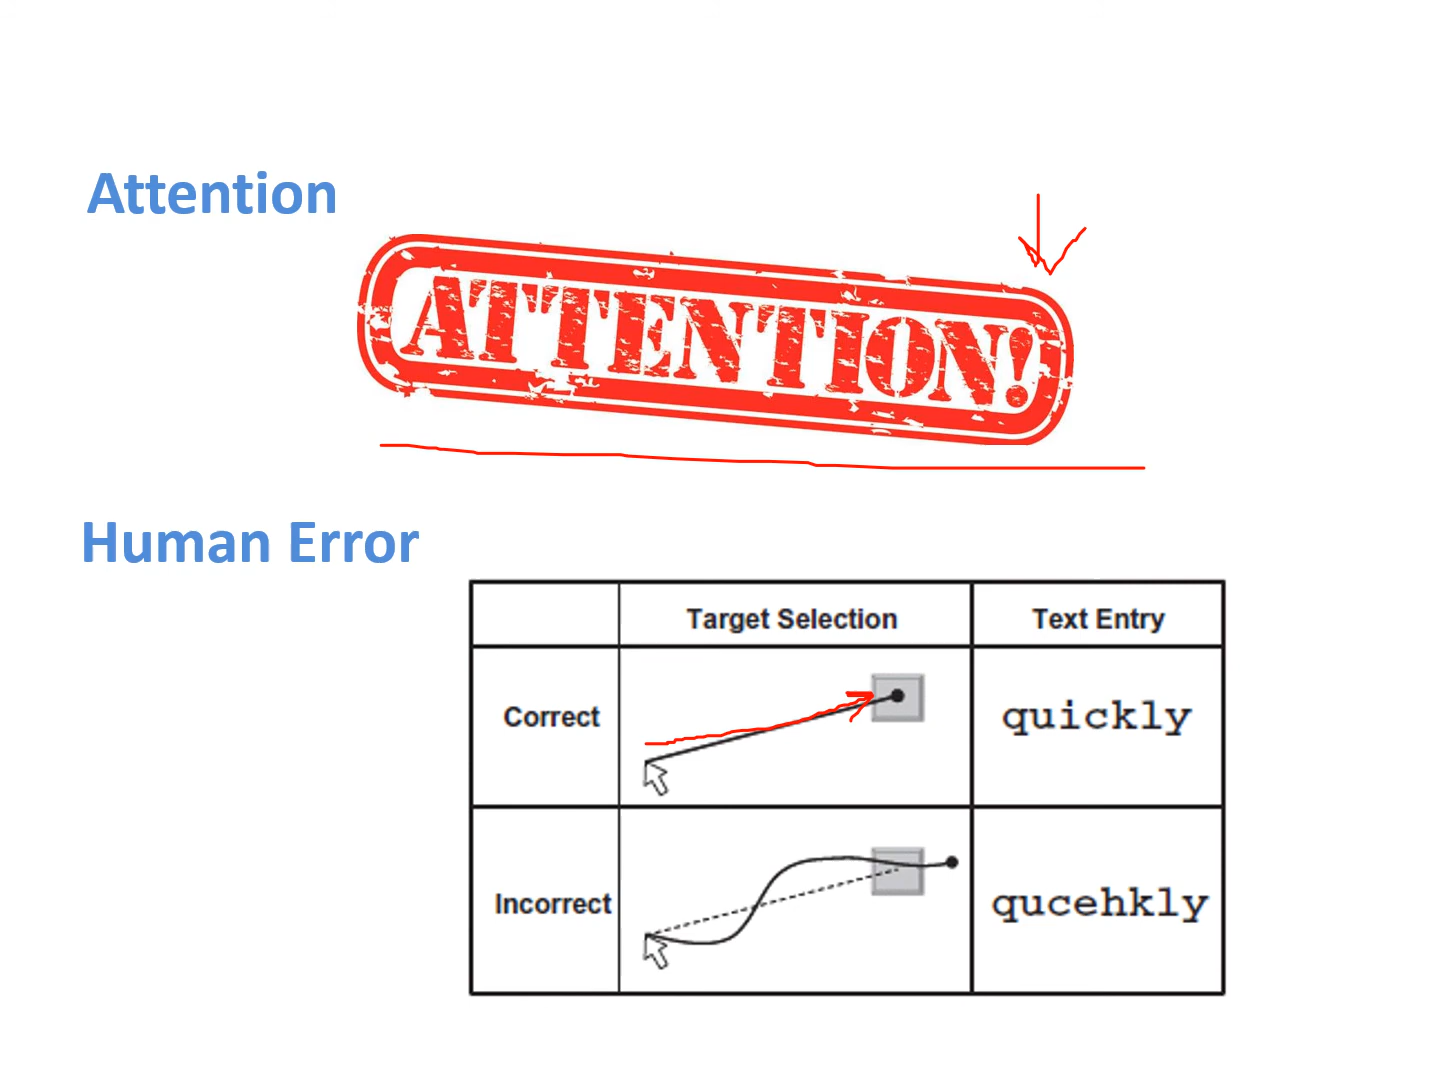 Attention
ATTENTION!
Human Error
Target Selection Text Entry
Correct quickly
Incorrect qucehkly